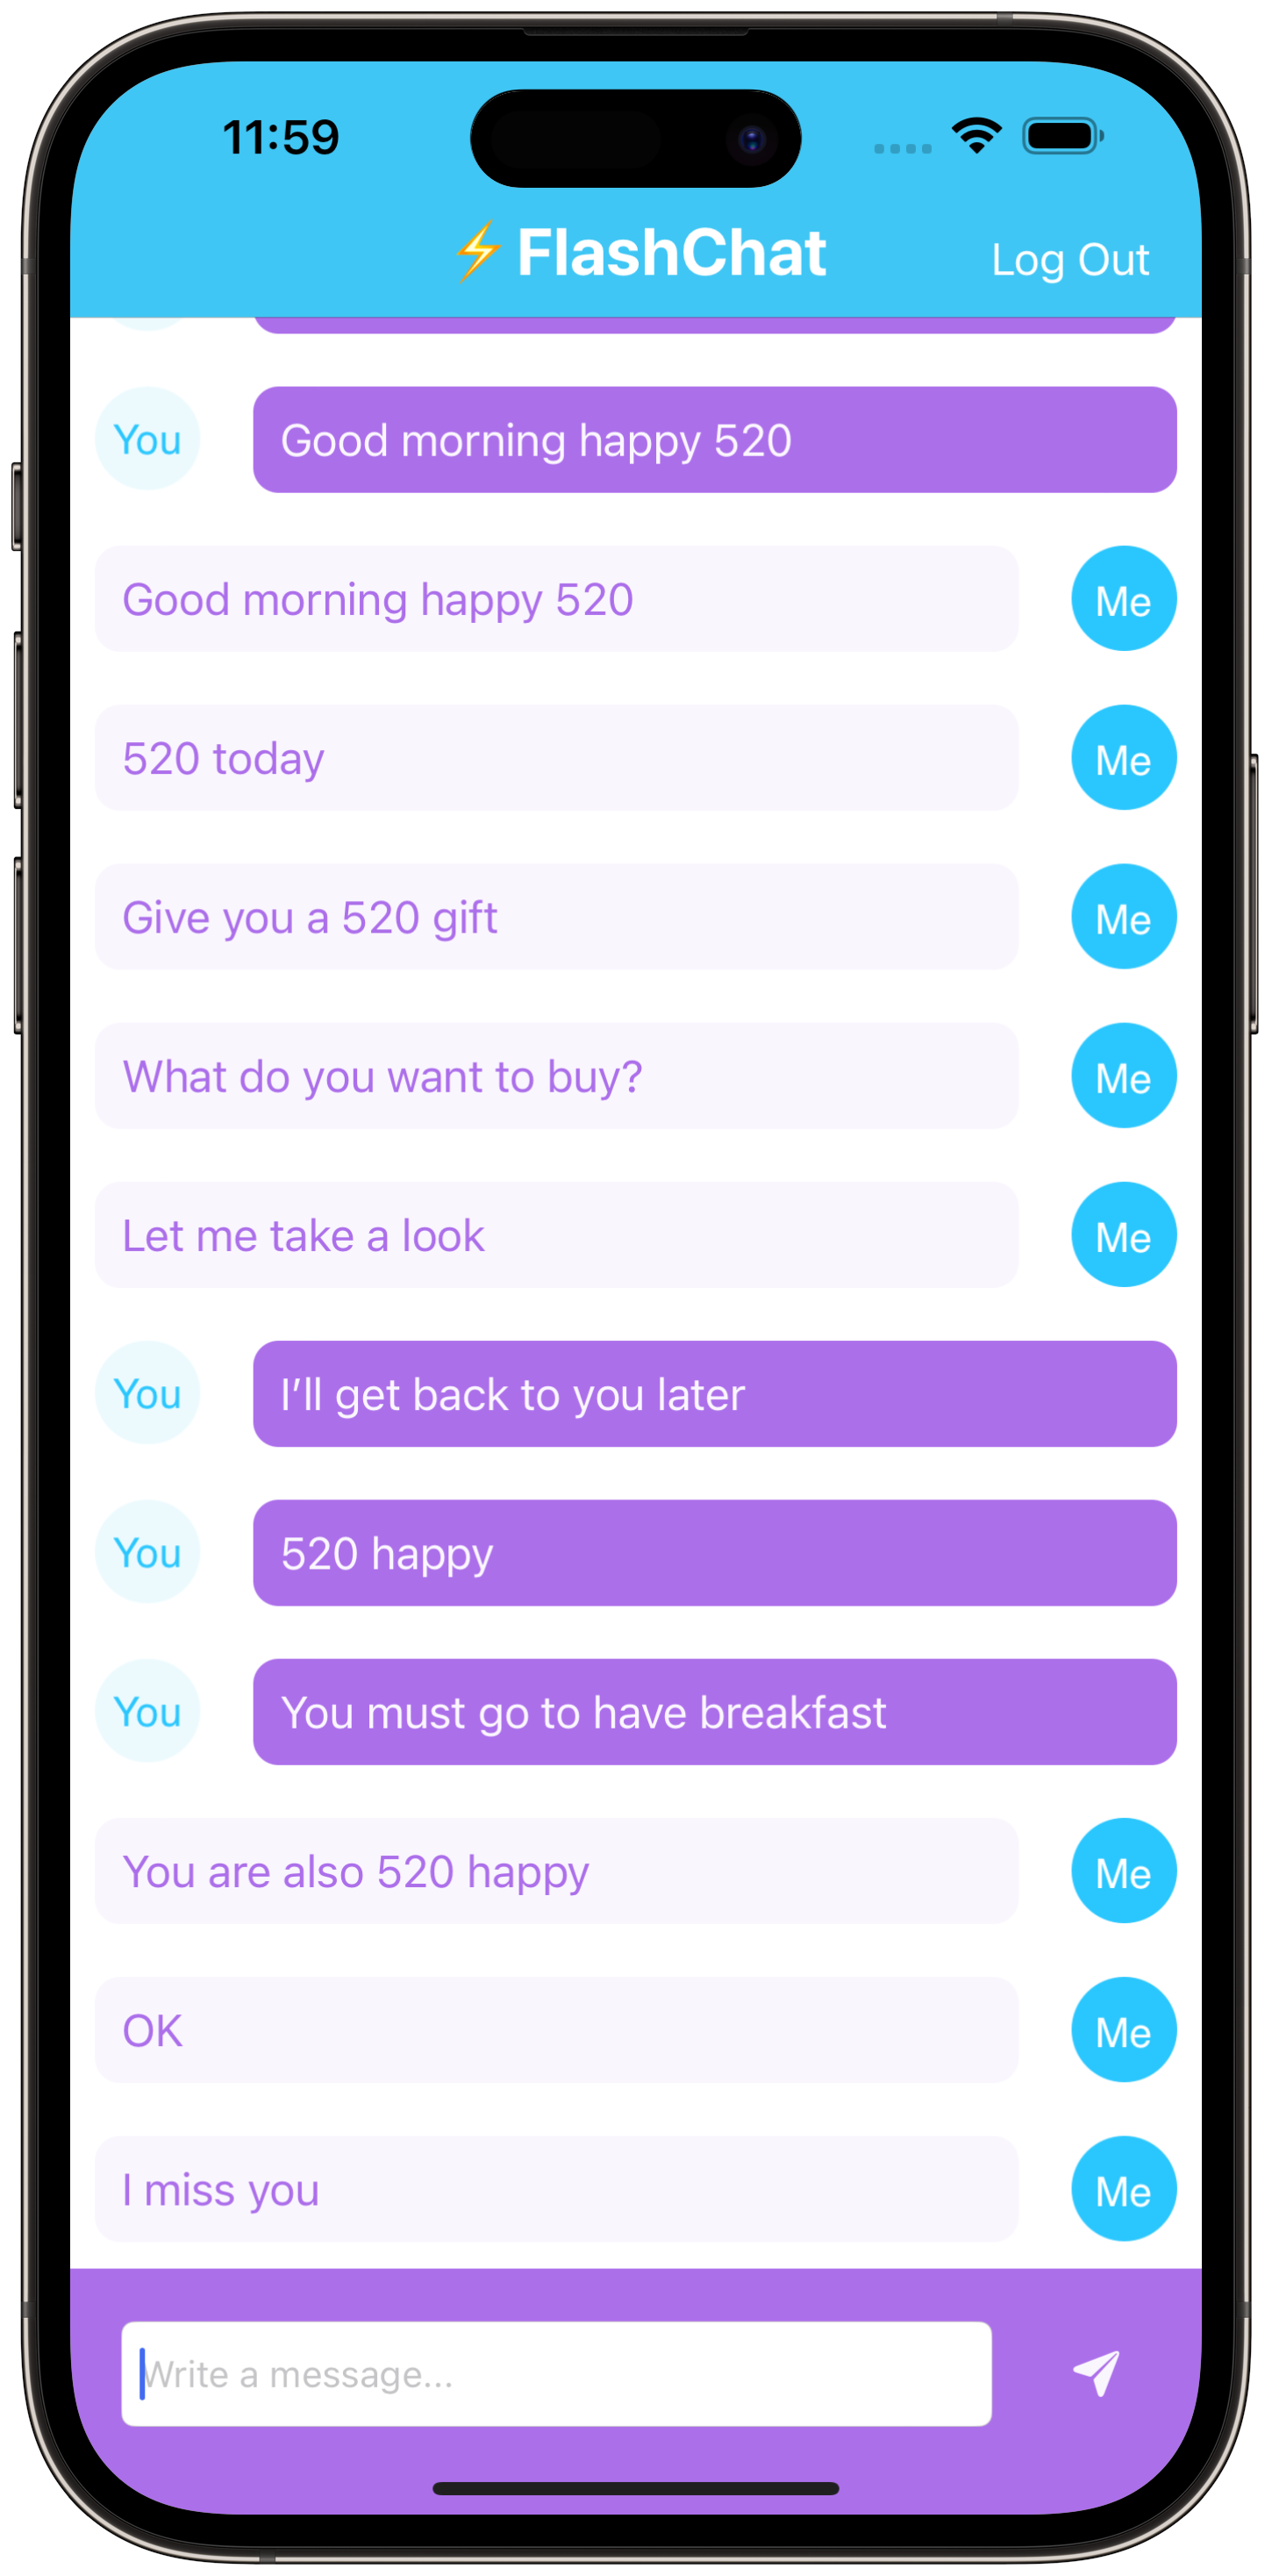 11:59
⚡FlashChat
Log Out
You
Good morning happy 520
Good morning happy 520
Me
520 today
Me
Give you a 520 gift
Me
What do you want to buy?
Me
Let me take a look
Me
You
I’ll get back to you later
You
520 happy
You
You must go to have breakfast
You are also 520 happy
Me
OK
Me
I miss you
Me
Write a message...